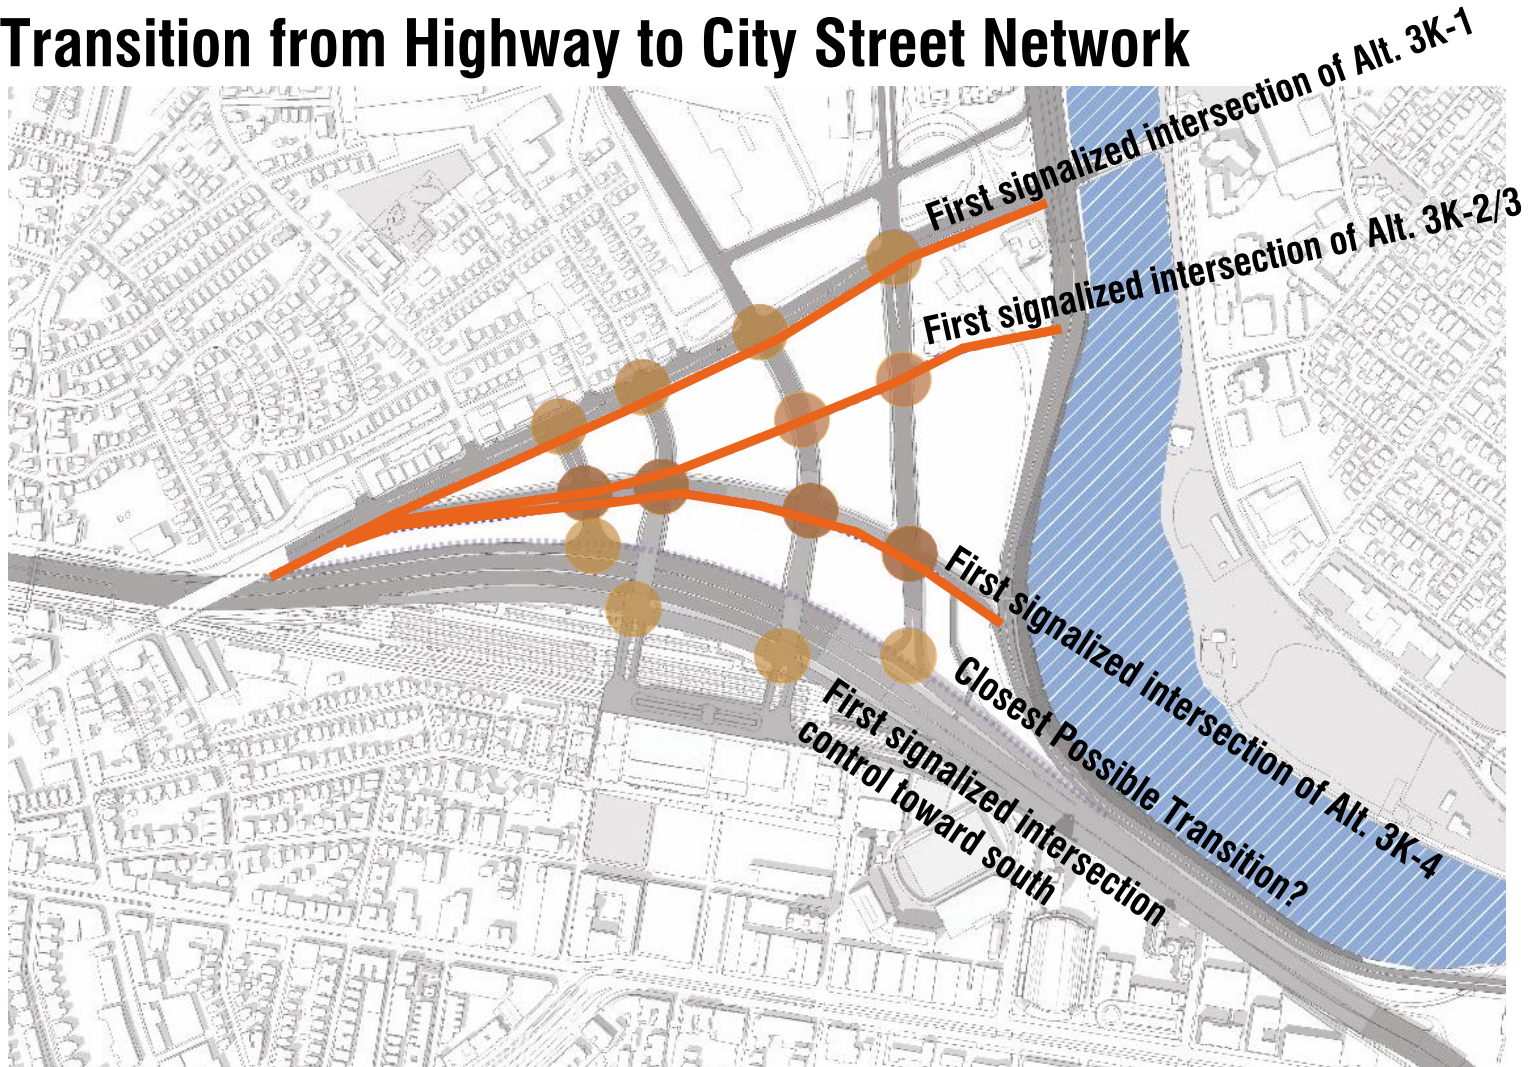 Transition from Highway to City Street Network
First signalized intersection of Alt. 3K-1
First signalized intersection of Alt. 3K-2/3
First signalized intersection of Alt. 3K-4
Closest Possible Transition?
First signalized intersection
control toward south